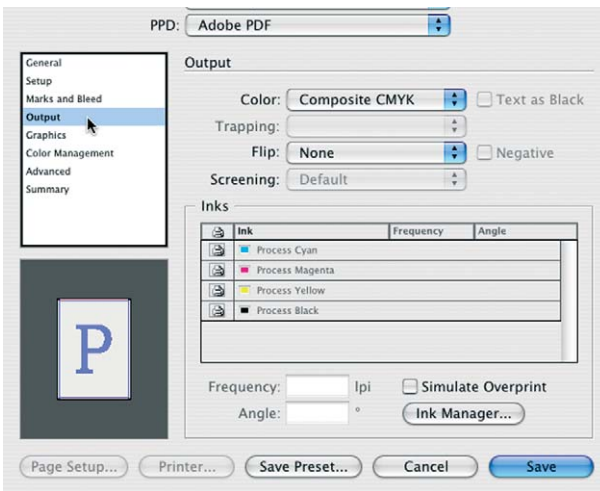 PPD: Adobe PDF
General
Setup
Marks and Bleed
Output
Graphics
Color Management
Advanced
Summary
Output
Color: Composite CMYK Text as Black
Trapping:
Flip: None Negative
Screening: Default
Inks
Ink Frequency Angle
Process Cyan
Process Magenta
Process Yellow
Process Black
P
Frequency: lpi Simulate Overprint
Angle: ° Ink Manager...
Page Setup... Printer... Save Preset... Cancel Save